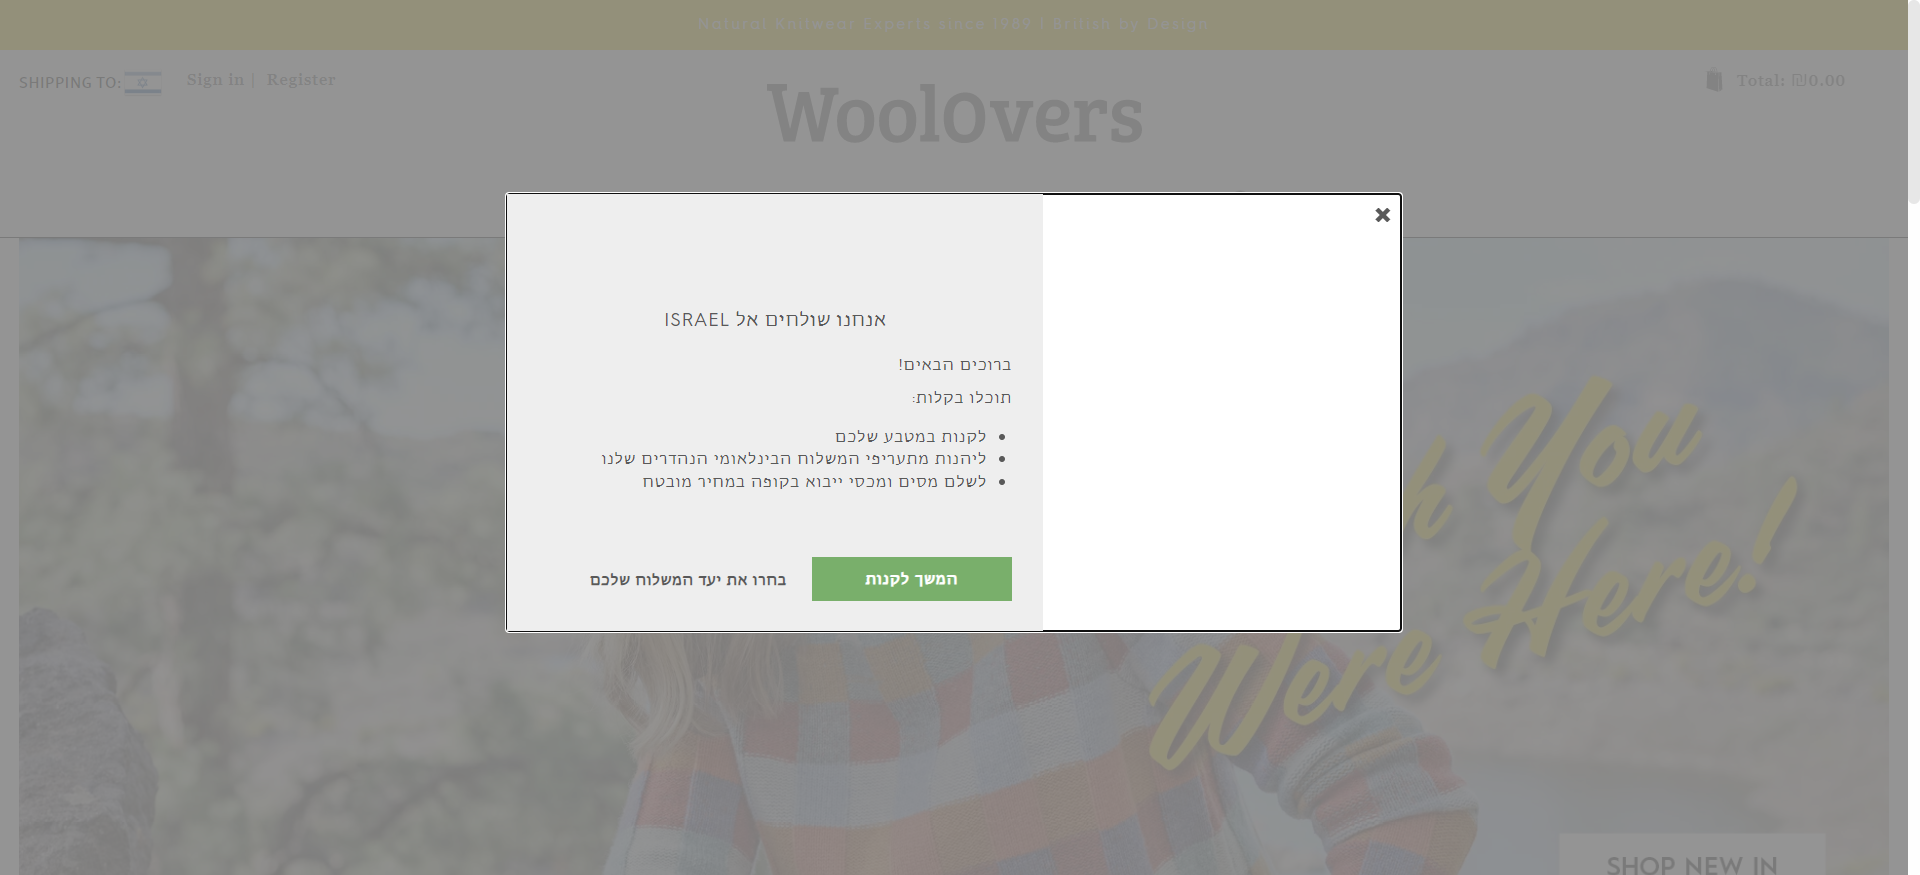 Natural Knitwear Experts since 1989 | British by Design
SHIPPING TO:
Sign in | Register
WoolOvers
Total: ₪0.00
אנחנו שולחים אל ISRAEL
ברוכים הבאים!
תוכלו בקלות:
• לקנות במטבע שלכם
• ליהנות מתעריפי המשלוח הבינלאומי הנהדרים שלנו
• לשלם מסים ומכסי ייבוא בקופה במחיר מובטח
המשך לקנות
בחרו את יעד המשלוח שלכם
You
Were Here!
SHOP NEW IN